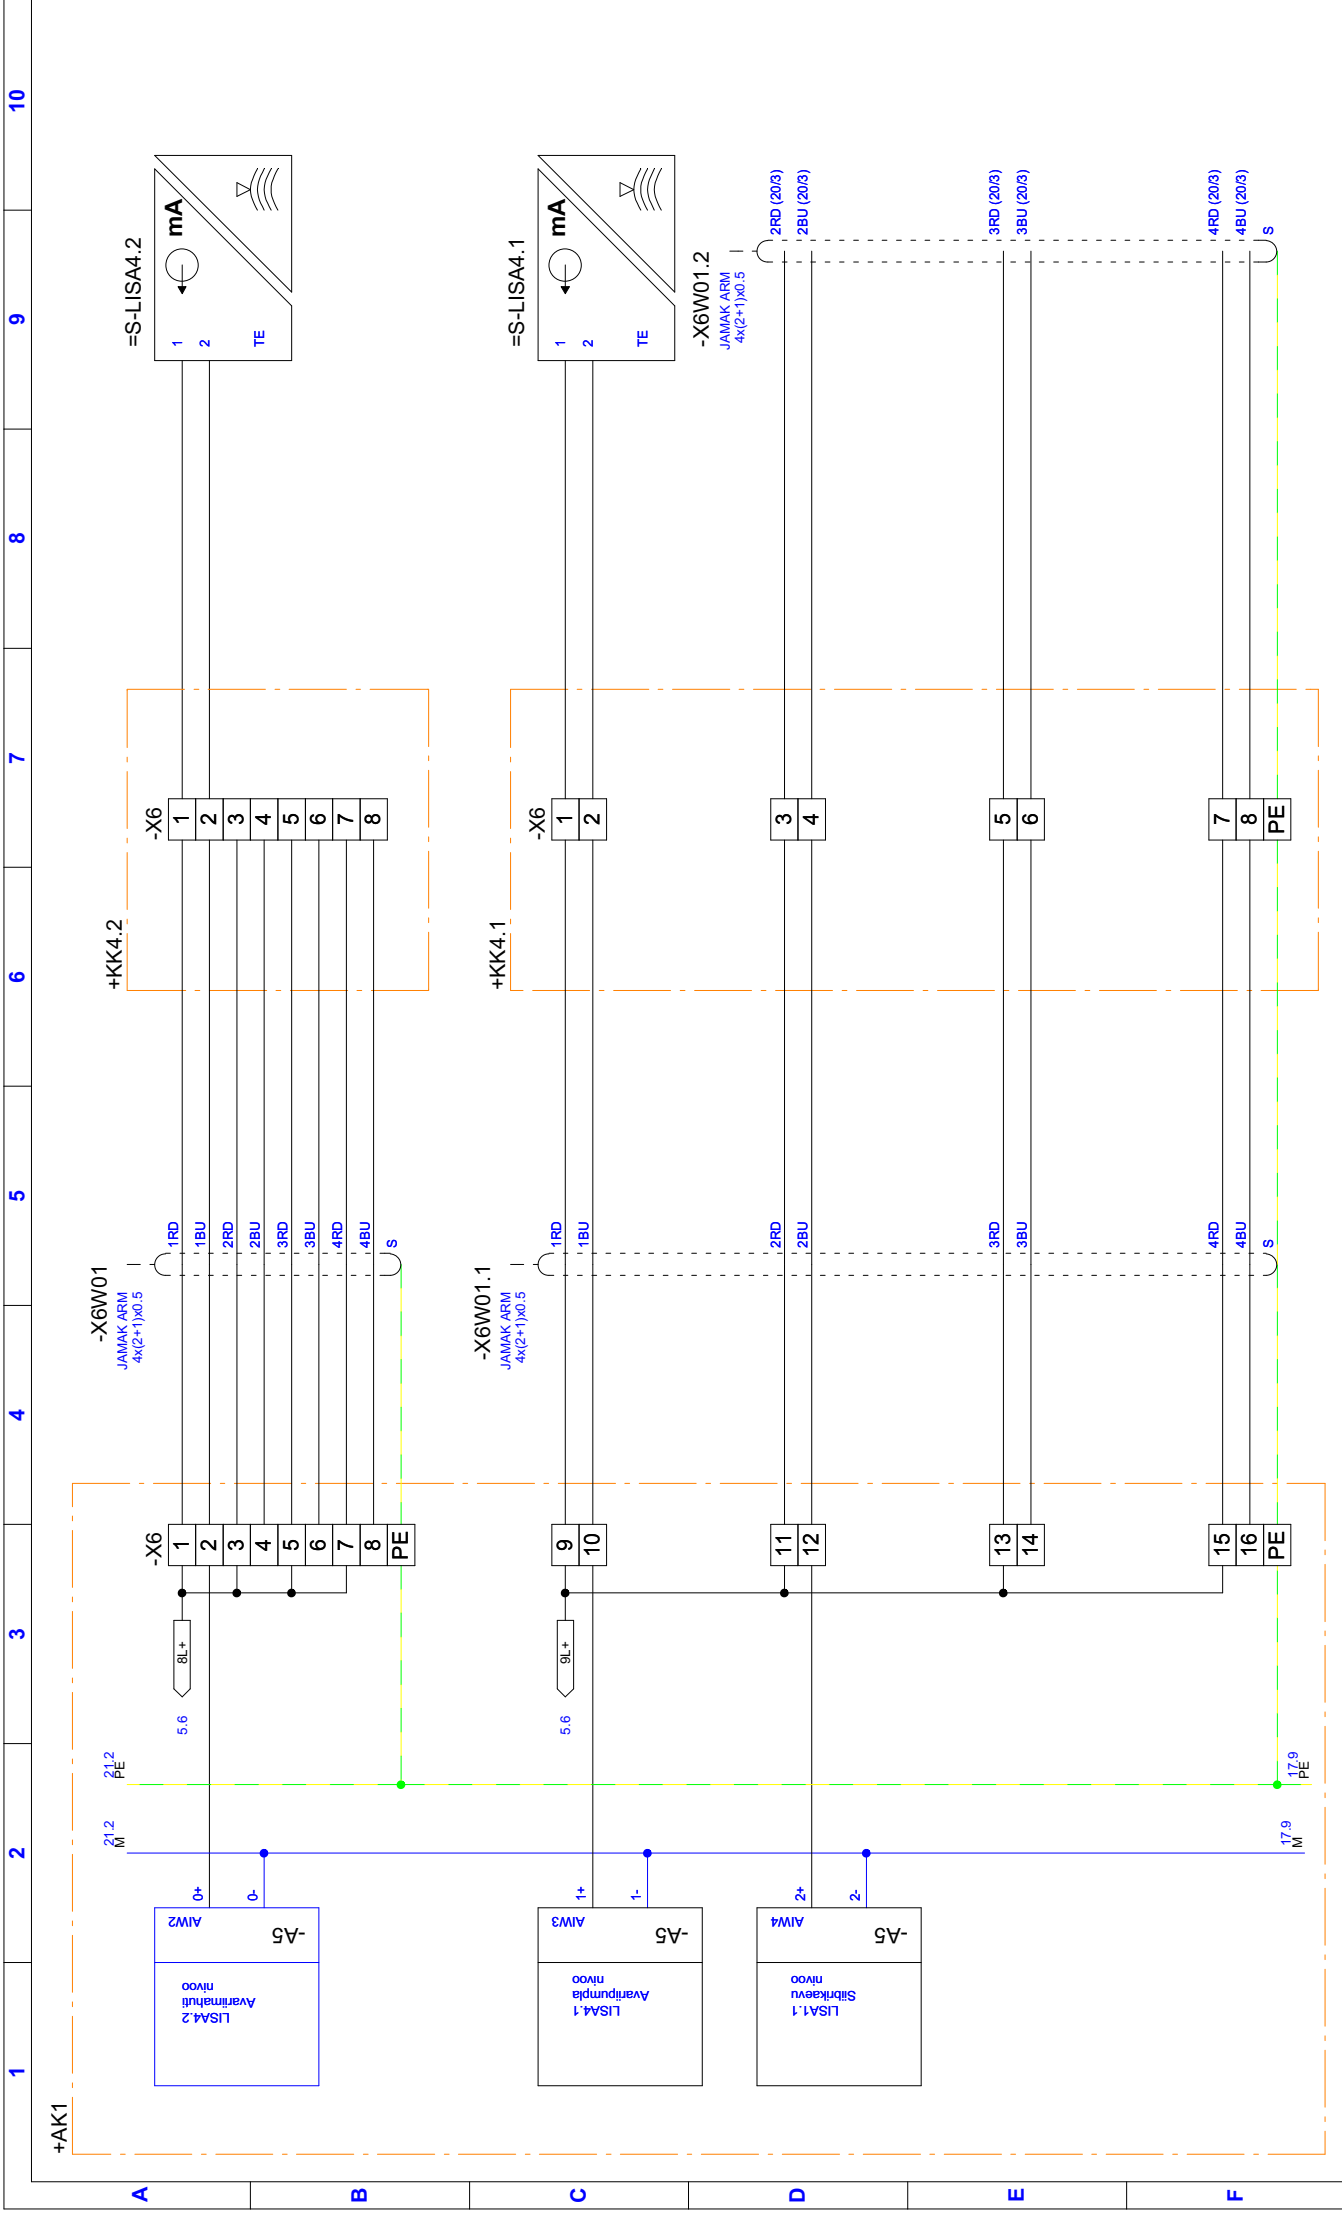 1
2
3
4
5
6
7
8
9
10
A
B
C
D
E
F
+AK1
LISA4.2
Avariimahuti
nivoo
AIW2
-A5
0+
0-
21.2
M
21.2
PE
5.6
8L+
-X6
1
2
3
4
5
6
7
8
PE
-X6W01
JAMAK ARM
4x(2+1)x0.5
1RD
1BU
2RD
2BU
3RD
3BU
4RD
4BU
S
+KK4.2
-X6
1
2
3
4
5
6
7
8
=S-LISA4.2
1
2
TE
mA
LISA4.1
Avariipumpla
nivoo
AIW3
-A5
1+
1-
5.6
9L+
9
10
-X6W01.1
JAMAK ARM
4x(2+1)x0.5
1RD
1BU
+KK4.1
-X6
1
2
=S-LISA4.1
1
2
TE
mA
-X6W01.2
JAMAK ARM
4x(2+1)x0.5
LISA1.1
Siibrikaevu
nivoo
AIW4
-A5
2+
2-
11
12
2RD
2BU
3
4
2RD (20/3)
2BU (20/3)
13
14
3RD
3BU
5
6
3RD (20/3)
3BU (20/3)
17.9
M
17.9
PE
15
16
PE
4RD
4BU
S
7
8
PE
4RD (20/3)
4BU (20/3)
S